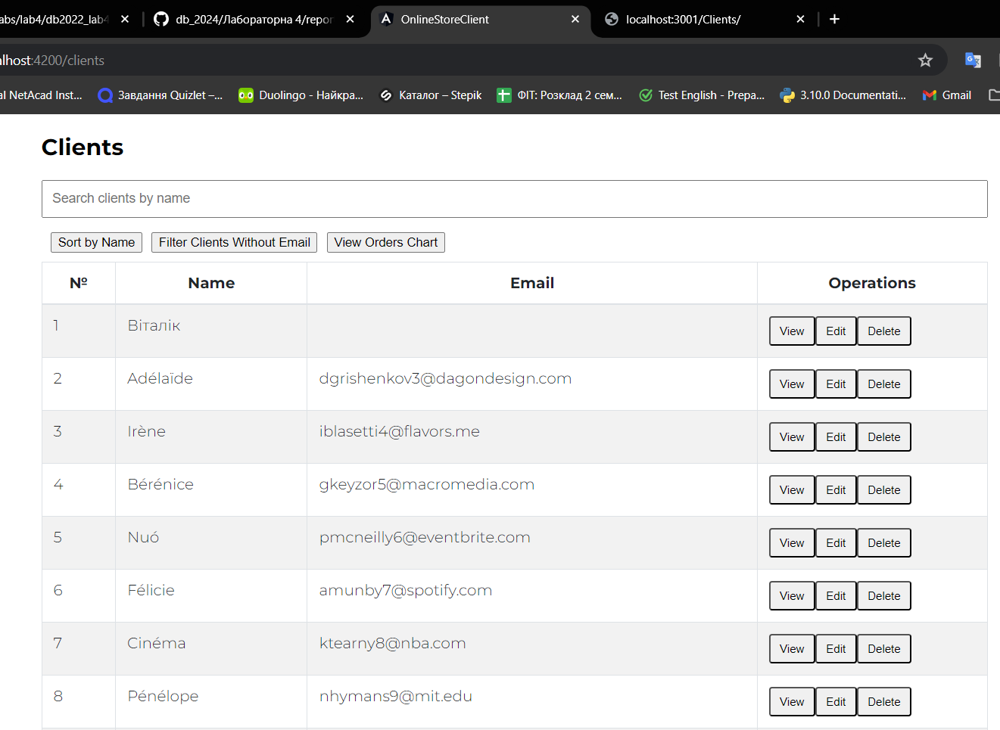 abs/lab4/db2022_lab4 db_2024/Лабораторна 4/repor OnlineStoreClient localhost:3001/Clients/
lhost:4200/clients
al NetAcad Inst... Завдання Quizlet –... Duolingo - Найкра... Каталог – Stepik ФІТ: Розклад 2 сем... Test English - Prepa... 3.10.0 Documentati... Gmail
Clients
Search clients by name
Sort by Name Filter Clients Without Email View Orders Chart
№ Name Email Operations
1 Віталік View Edit Delete
2 Adélaïde dgrishenkov3@dagondesign.com View Edit Delete
3 Irène iblasetti4@flavors.me View Edit Delete
4 Bérénice gkeyzor5@macromedia.com View Edit Delete
5 Nuó pmcneilly6@eventbrite.com View Edit Delete
6 Félicie amunby7@spotify.com View Edit Delete
7 Cinéma ktearny8@nba.com View Edit Delete
8 Pénélope nhymans9@mit.edu View Edit Delete